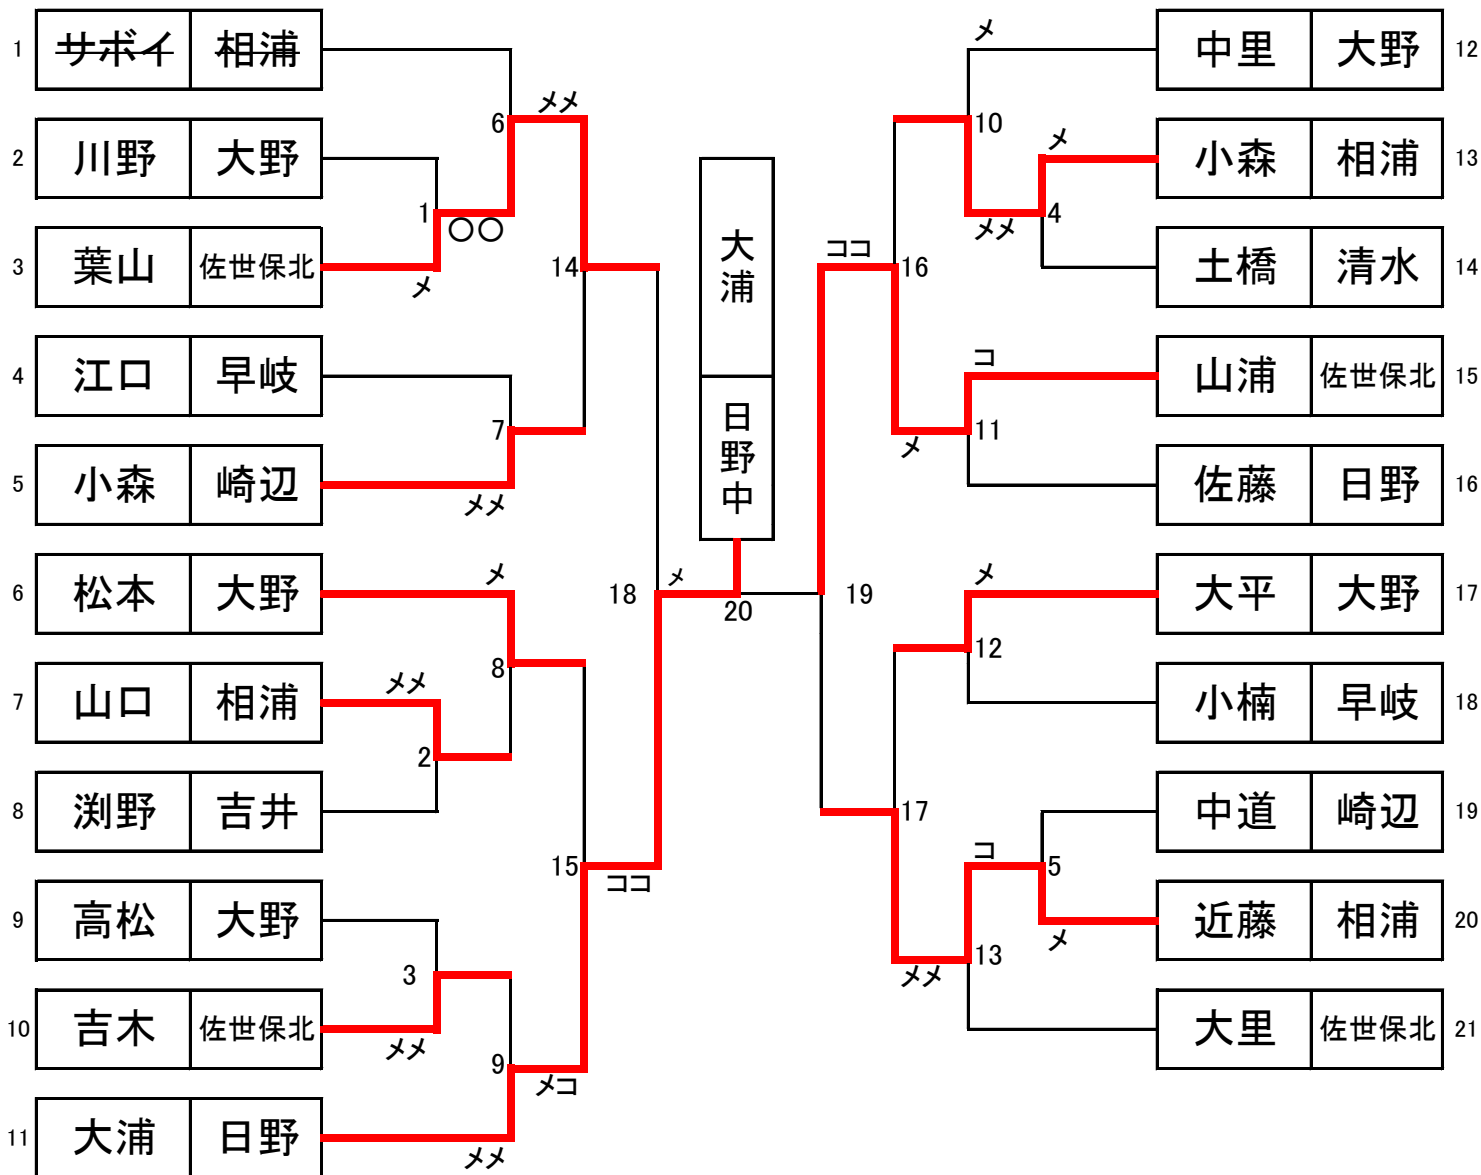 1 サボイ 相浦
2 川野 大野
3 葉山 佐世保北
4 江口 早岐
5 小森 崎辺
6 松本 大野
7 山口 相浦
8 渕野 吉井
9 高松 大野
10 吉木 佐世保北
11 大浦 日野
6 メメ
1 〇〇
メ
14
7
メメ
メ
8
メメ
2
15
ココ
3
メメ
9
メコ
メメ
18 メ
20
大浦
日野中
19
ココ
16
メ
10
メ
メメ 4
コ
11
メ
メ
12
17
コ
5
メ
メメ 13
中里 大野 12
小森 相浦 13
土橋 清水 14
山浦 佐世保北 15
佐藤 日野 16
大平 大野 17
小楠 早岐 18
中道 崎辺 19
近藤 相浦 20
大里 佐世保北 21